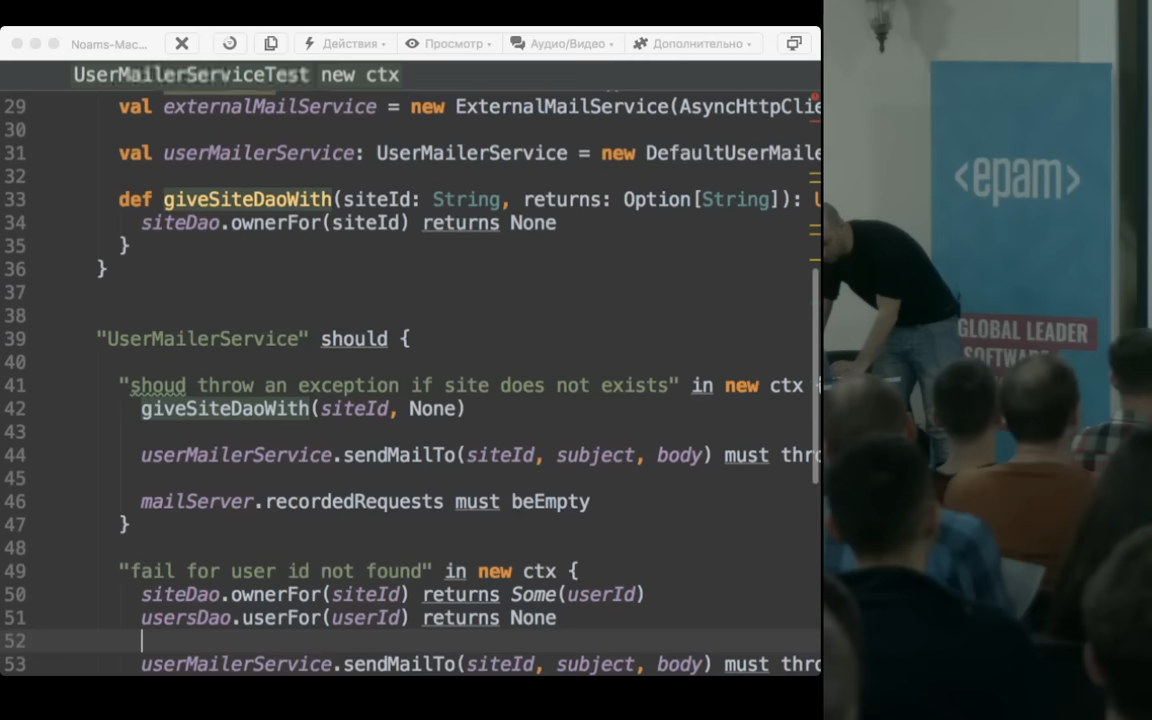 Noams-Mac...
Действия
Просмотр
Аудио/Видео
Дополнительно
UserMailerServiceTest new ctx
29 val externalMailService = new ExternalMailService(AsyncHttpClie
30
31 val userMailerService: UserMailerService = new DefaultUserMaile
32
33 def giveSiteDaoWith(siteId: String, returns: Option[String]): U
34 siteDao.ownerFor(siteId) returns None
35 }
36 }
37
38
39 "UserMailerService" should {
40
41 "shoud throw an exception if site does not exists" in new ctx {
42 giveSiteDaoWith(siteId, None)
43
44 userMailerService.sendMailTo(siteId, subject, body) must thro
45
46 mailServer.recordedRequests must beEmpty
47 }
48
49 "fail for user id not found" in new ctx {
50 siteDao.ownerFor(siteId) returns Some(userId)
51 usersDao.userFor(userId) returns None
52
53 userMailerService.sendMailTo(siteId, subject, body) must thro
<epam>
GLOBAL LEADER
SOFTWARE